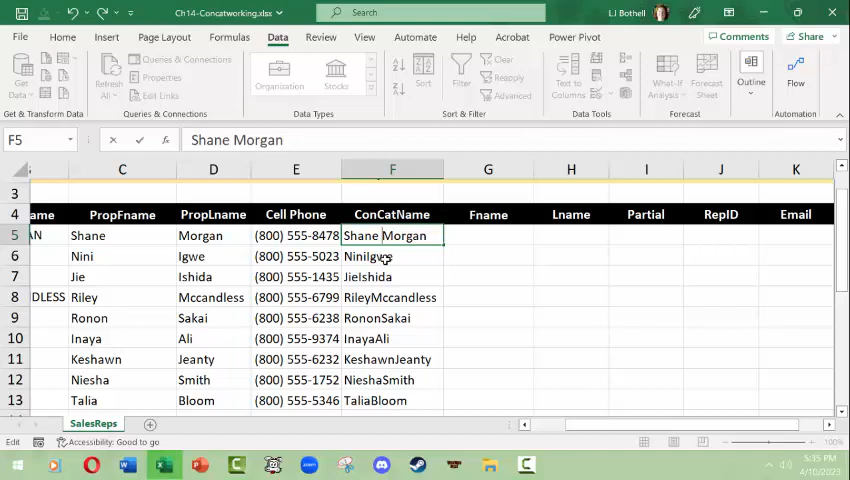 Ch14-Concatworking.xlsx
Search
LJ Bothell
File Home Insert Page Layout Formulas Data Review View Automate Help Acrobat Power Pivot
Comments Share
Get Data
Refresh All
Queries & Connections
Properties
Edit Links
Organization Stocks
Sort
Filter
Clear
Reapply
Advanced
Text to Columns
What-If Analysis
Forecast Sheet
Outline
Flow
Get & Transform Data Queries & Connections Data Types Sort & Filter Data Tools Forecast Automation
F5 fx Shane Morgan
C D E F G H I J K
3
4 ame PropFname PropLname Cell Phone ConCatName Fname Lname Partial RepID Email
5 AN Shane Morgan (800) 555-8478 Shane Morgan
6 Nini Igwe (800) 555-5023 NiniIgwe
7 Jie Ishida (800) 555-1435 JieIshida
8 DLESS Riley Mccandless (800) 555-6799 RileyMccandless
9 Ronon Sakai (800) 555-6238 RononSakai
10 Inaya Ali (800) 555-9374 InayaAli
11 Keshawn Jeanty (800) 555-6232 KeshawnJeanty
12 Niesha Smith (800) 555-1752 NieshaSmith
13 Talia Bloom (800) 555-5346 TaliaBloom
SalesReps
Edit Accessibility: Good to go 100%
5:35 PM
4/10/2023